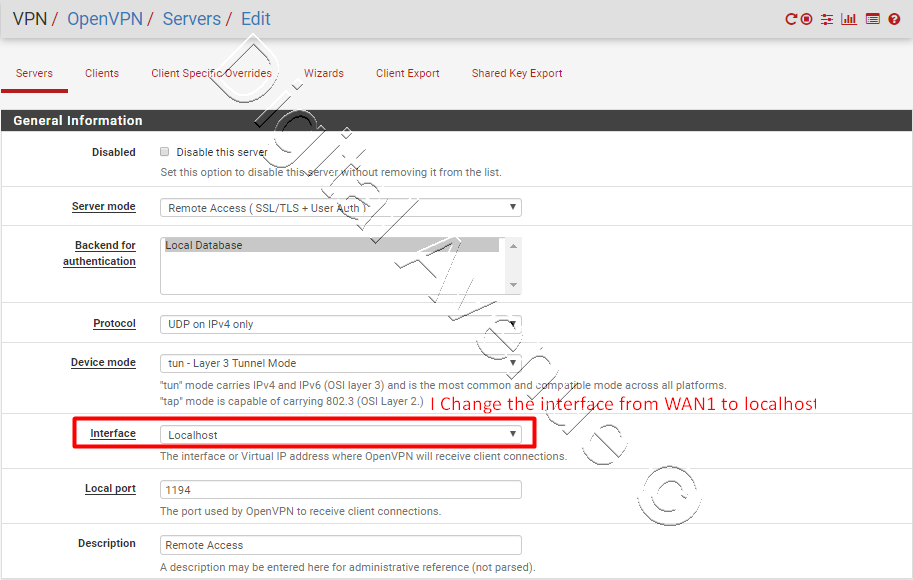 VPN / OpenVPN / Servers / Edit
Servers Clients Client Specific Overrides Wizards Client Export Shared Key Export
General Information
Disabled Disable this server
Set this option to disable this server without removing it from the list.
Server mode Remote Access ( SSL/TLS + User Auth )
Backend for authentication Local Database
Protocol UDP on IPv4 only
Device mode tun - Layer 3 Tunnel Mode
"tun" mode carries IPv4 and IPv6 (OSI layer 3) and is the most common and compatible mode across all platforms.
"tap" mode is capable of carrying 802.3 (OSI Layer 2.) I Change the interface from WAN1 to localhost
Interface Localhost
The interface or Virtual IP address where OpenVPN will receive client connections.
Local port 1194
The port used by OpenVPN to receive client connections.
Description Remote Access
A description may be entered here for administrative reference (not parsed).
Digital Avenue